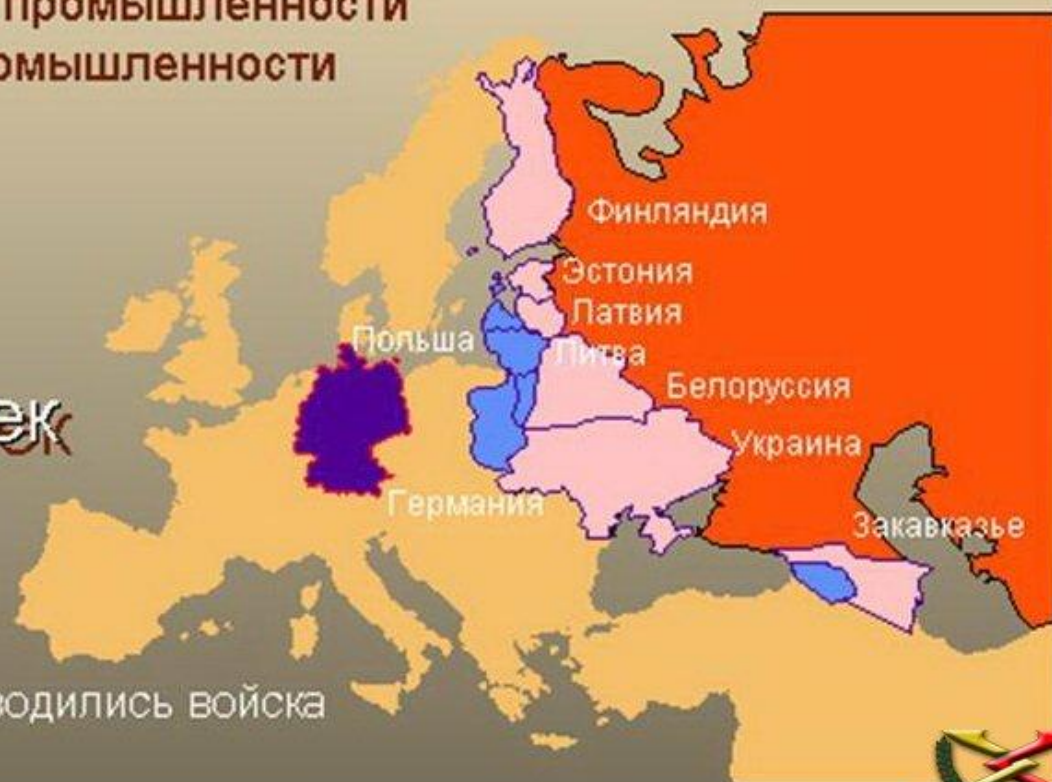 промышленности
омышленности
Финляндия
Эстония
Латвия
Польша
Литва
Белоруссия
ек
Украина
Германия
Закавказье
водились войска